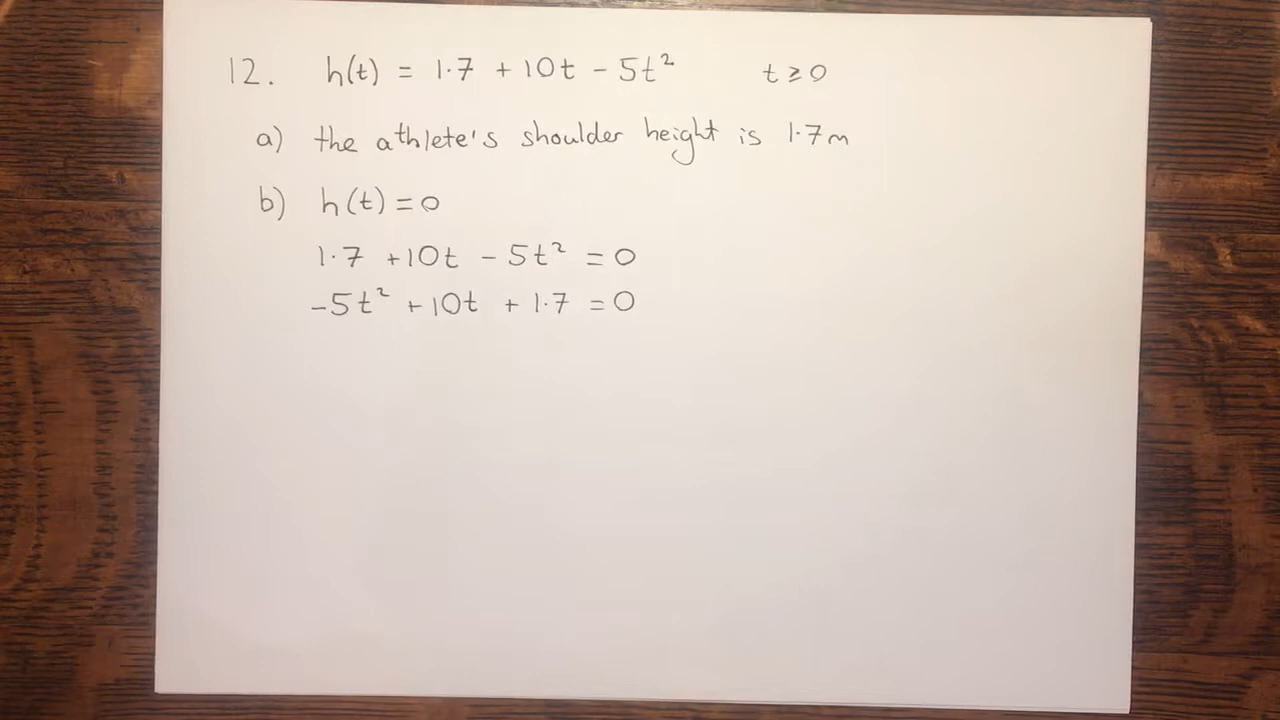 12. h(t) = 1·7 + 10t - 5t² t ≥ 0
a) the athlete's shoulder height is 1·7m
b) h(t) = 0
1·7 + 10t - 5t² = 0
-5t² + 10t + 1·7 = 0